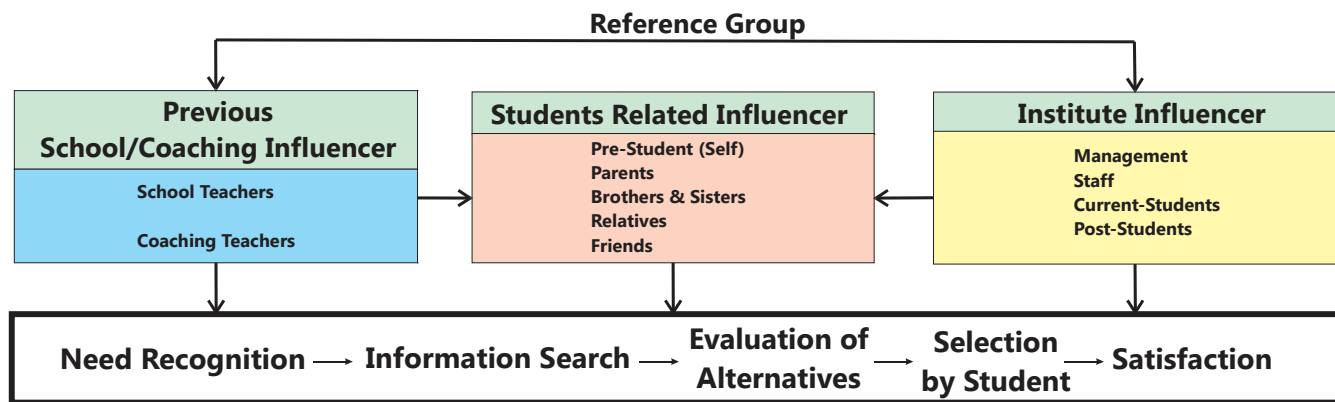 Reference Group
Previous
School/Coaching Influencer
School Teachers
Coaching Teachers
Students Related Influencer
Pre-Student (Self)
Parents
Brothers & Sisters
Relatives
Friends
Institute Influencer
Management
Staff
Current-Students
Post-Students
Need Recognition
Information Search
Evaluation of
Alternatives
Selection
by Student
Satisfaction